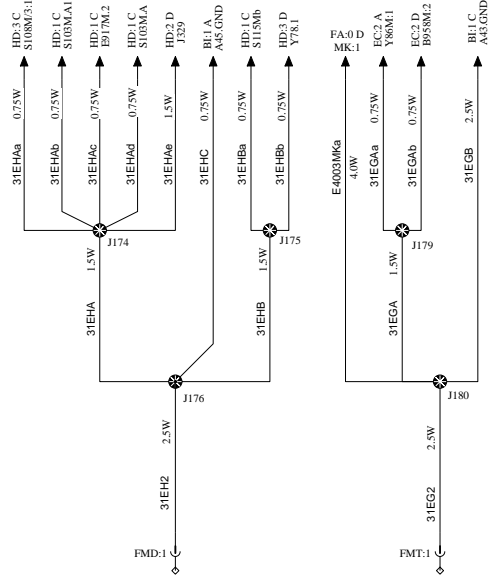 HD:3 C
S108M/3:1
HD:1 C
S103M.A1
HD:1 C
E917M.2
HD:1 C
S103M.A
HD:2 D
J329
BI:1 A
A45.GND
HD:1 C
S115Mb
HD:3 D
Y78.1
FA:0 D
MK:1
EC:2 A
Y86M:1
EC:2 D
B958M:2
BI:1 C
A43.GND
0.75W
0.75W
0.75W
0.75W
1.5W
0.75W
0.75W
0.75W
4.0W
0.75W
0.75W
2.5W
31EHAa
31EHAb
31EHAc
31EHAd
31EHAe
31EHC
31EHBa
31EHBb
E4003MKa
31EGAa
31EGAb
31EGB
J174
J175
J179
1.5W
1.5W
1.5W
31EHA
31EHB
31EGA
J176
J180
2.5W
2.5W
31EH2
31EG2
FMD:1
FMT:1